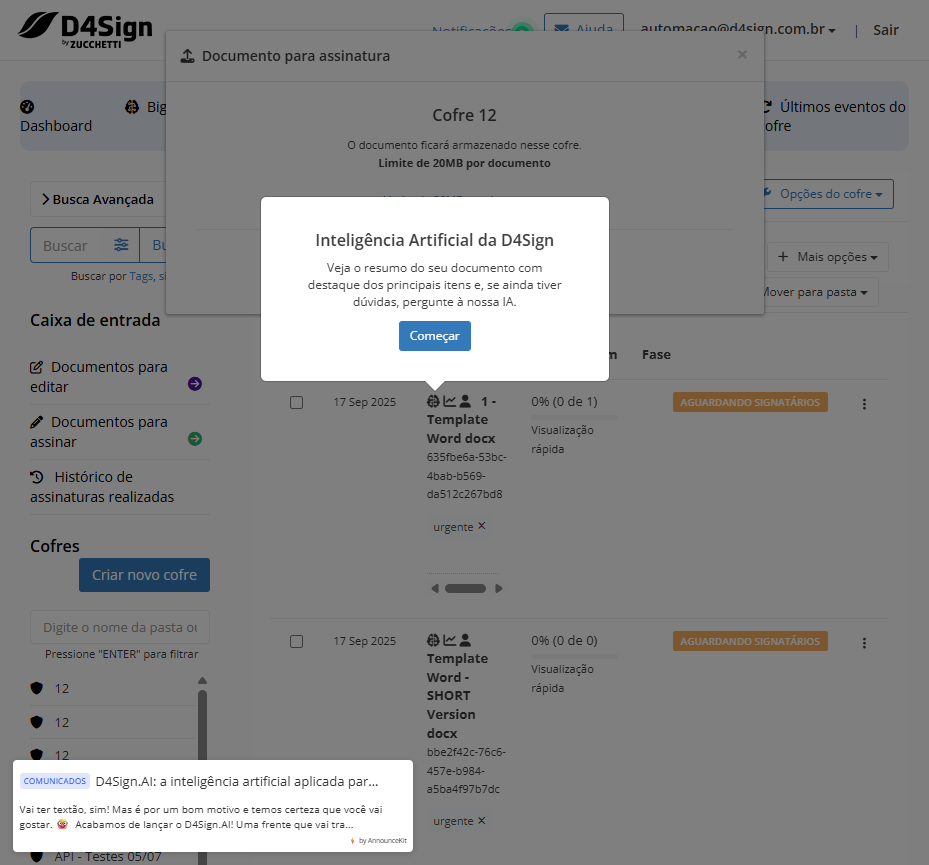 D4Sign
by ZUCCHETTI
Notificações
Ajuda
automacao@d4sign.com.br
|
Sair
Documento para assinatura
×
Dashboard
Big
Últimos eventos do
ofre
Cofre 12
O documento ficará armazenado nesse cofre.
Limite de 20MB por documento
Busca Avançada
Opções do cofre
Buscar
Bu
Buscar por Tags, si
+ Mais opções
Mover para pasta
Inteligência Artificial da D4Sign
Veja o resumo do seu documento com
destaque dos principais itens e, se ainda tiver
dúvidas, pergunte à nossa IA.
Começar
Caixa de entrada
Documentos para
editar
Documentos para
assinar
Histórico de
assinaturas realizadas
Cofres
Criar novo cofre
Digite o nome da pasta ou
Pressione "ENTER" para filtrar
12
12
12
API - Testes 05/07
m
Fase
17 Sep 2025
1 -
Template
Word docx
635fbe6a-53bc-
4bab-b569-
da512c267bd8
urgente ×
0% (0 de 1)
Visualização
rápida
AGUARDANDO SIGNATÁRIOS
17 Sep 2025
Template
Word -
SHORT
Version
docx
bbe2f42c-76c6-
457e-b984-
a5ba4f97b7dc
urgente ×
0% (0 de 0)
Visualização
rápida
AGUARDANDO SIGNATÁRIOS
COMUNICADOS D4Sign.AI: a inteligência artificial aplicada par...
Vai ter textão, sim! Mas é por um bom motivo e temos certeza que você vai
gostar. 🤩 Acabamos de lançar o D4Sign.AI! Uma frente que vai tra...
by AnnounceKit